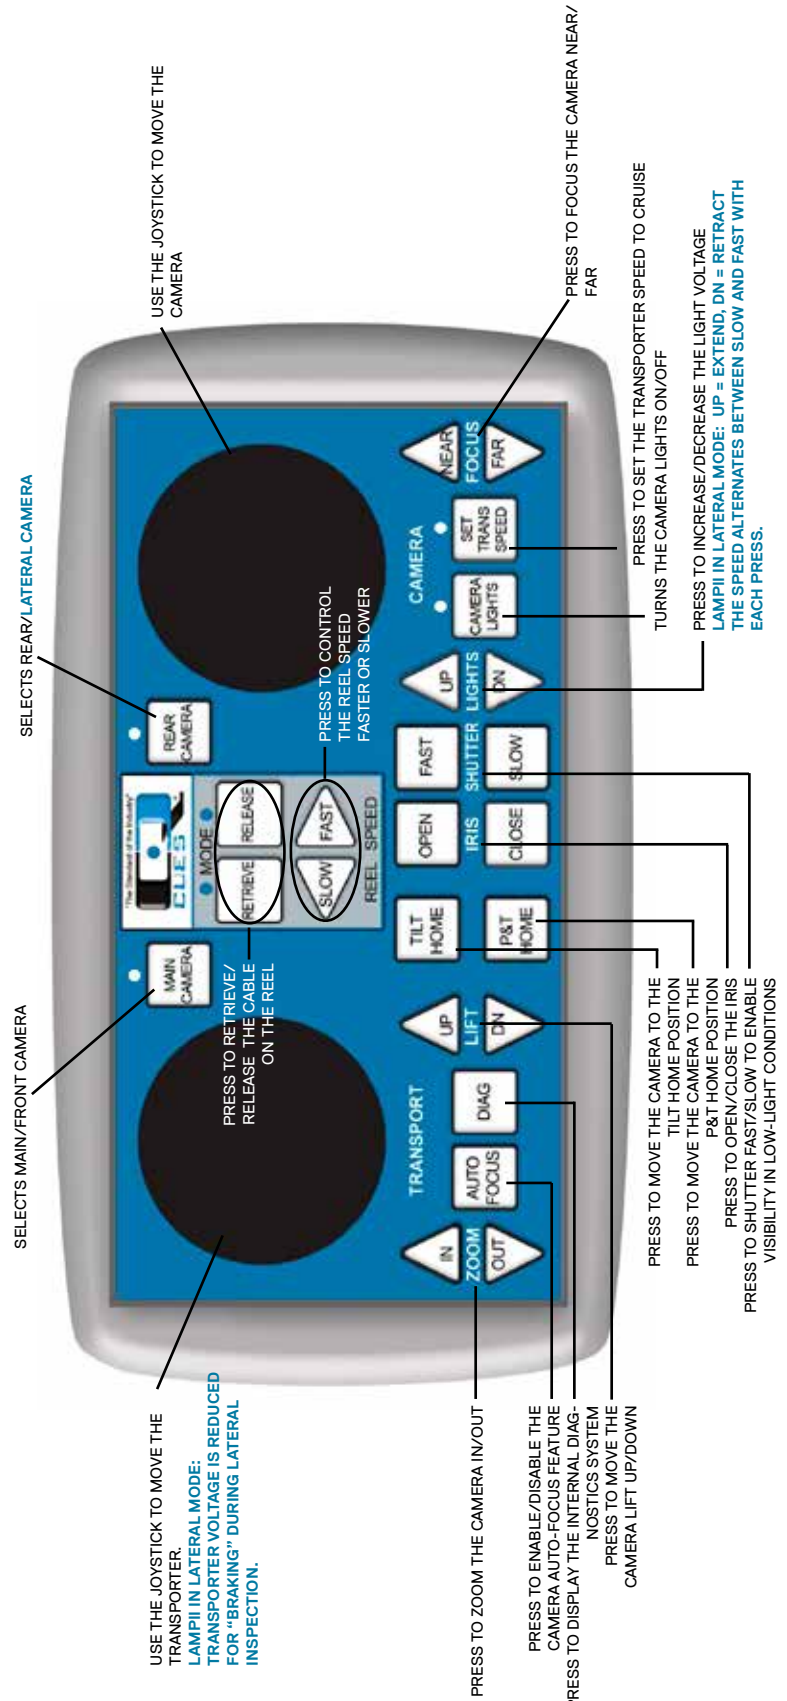 SELECTS MAIN/FRONT CAMERA
SELECTS REAR/LATERAL CAMERA
USE THE JOYSTICK TO MOVE THE
TRANSPORTER.
LAMPII IN LATERAL MODE:
TRANSPORTER VOLTAGE IS REDUCED
FOR “BRAKING” DURING LATERAL
INSPECTION.
USE THE JOYSTICK TO MOVE THE
CAMERA
MAIN
CAMERA
"The Standard of the Industry"
CUES
REAR
CAMERA
MODE
RETRIEVE
RELEASE
SLOW
FAST
REEL SPEED
PRESS TO RETRIEVE/
RELEASE THE CABLE
ON THE REEL
PRESS TO CONTROL
THE REEL SPEED
FASTER OR SLOWER
TRANSPORT
CAMERA
IN
ZOOM
OUT
AUTO
FOCUS
DIAG
UP
LIFT
DN
TILT
HOME
P&T
HOME
OPEN
IRIS
CLOSE
FAST
SHUTTER
SLOW
UP
LIGHTS
DN
CAMERA
LIGHTS
SET
TRANS
SPEED
NEAR
FOCUS
FAR
PRESS TO ZOOM THE CAMERA IN/OUT
PRESS TO ENABLE/DISABLE THE
CAMERA AUTO-FOCUS FEATURE
PRESS TO DISPLAY THE INTERNAL DIAG-
NOSTICS SYSTEM
PRESS TO MOVE THE
CAMERA LIFT UP/DOWN
PRESS TO MOVE THE CAMERA TO THE
TILT HOME POSITION
PRESS TO MOVE THE CAMERA TO THE
P&T HOME POSITION
PRESS TO OPEN/CLOSE THE IRIS
PRESS TO SHUTTER FAST/SLOW TO ENABLE
VISIBILITY IN LOW-LIGHT CONDITIONS
PRESS TO FOCUS THE CAMERA NEAR/
FAR
PRESS TO SET THE TRANSPORTER SPEED TO CRUISE
TURNS THE CAMERA LIGHTS ON/OFF
PRESS TO INCREASE/DECREASE THE LIGHT VOLTAGE
LAMPII IN LATERAL MODE: UP = EXTEND, DN = RETRACT
THE SPEED ALTERNATES BETWEEN SLOW AND FAST WITH
EACH PRESS.